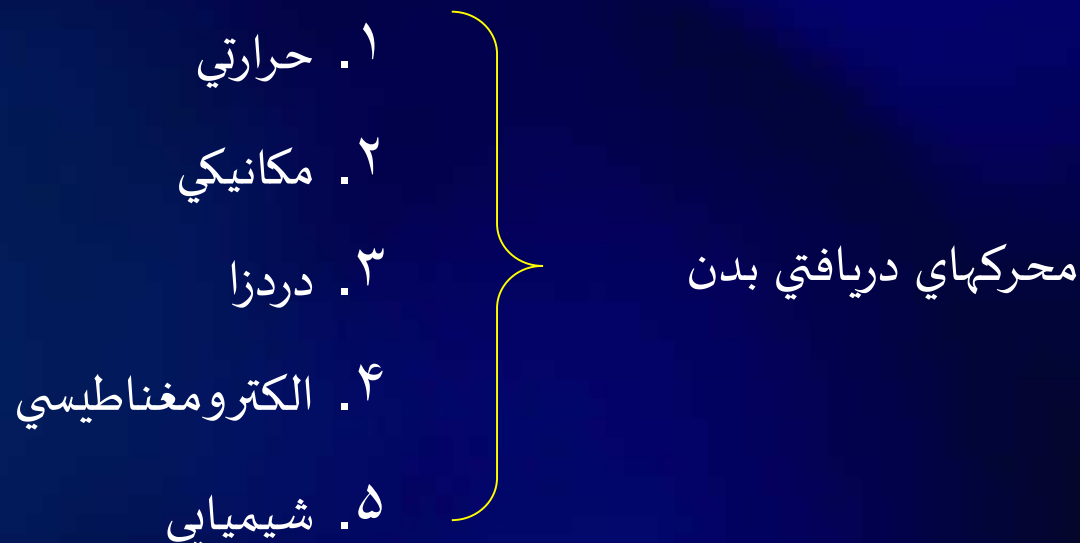 محركهاي دريافتي بدن
۱. حرارتي
۲. مكانيكي
۳. دردزا
۴. الكترومغناطيسي
۵. شيميايي